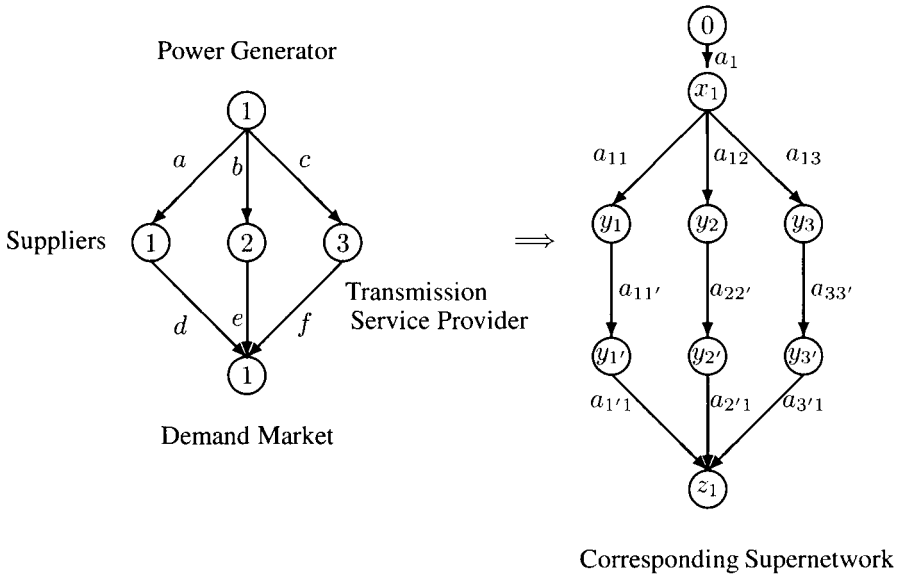 Power Generator
1
a
b
c
Suppliers
1
2
3
Transmission
Service Provider
d
e
f
1
Demand Market
⟹
0
a₁
x₁
a₁₁
a₁₂
a₁₃
y₁
y₂
y₃
a₁₁′
a₂₂′
a₃₃′
y₁′
y₂′
y₃′
a₁′₁
a₂′₁
a₃′₁
z₁
Corresponding Supernetwork